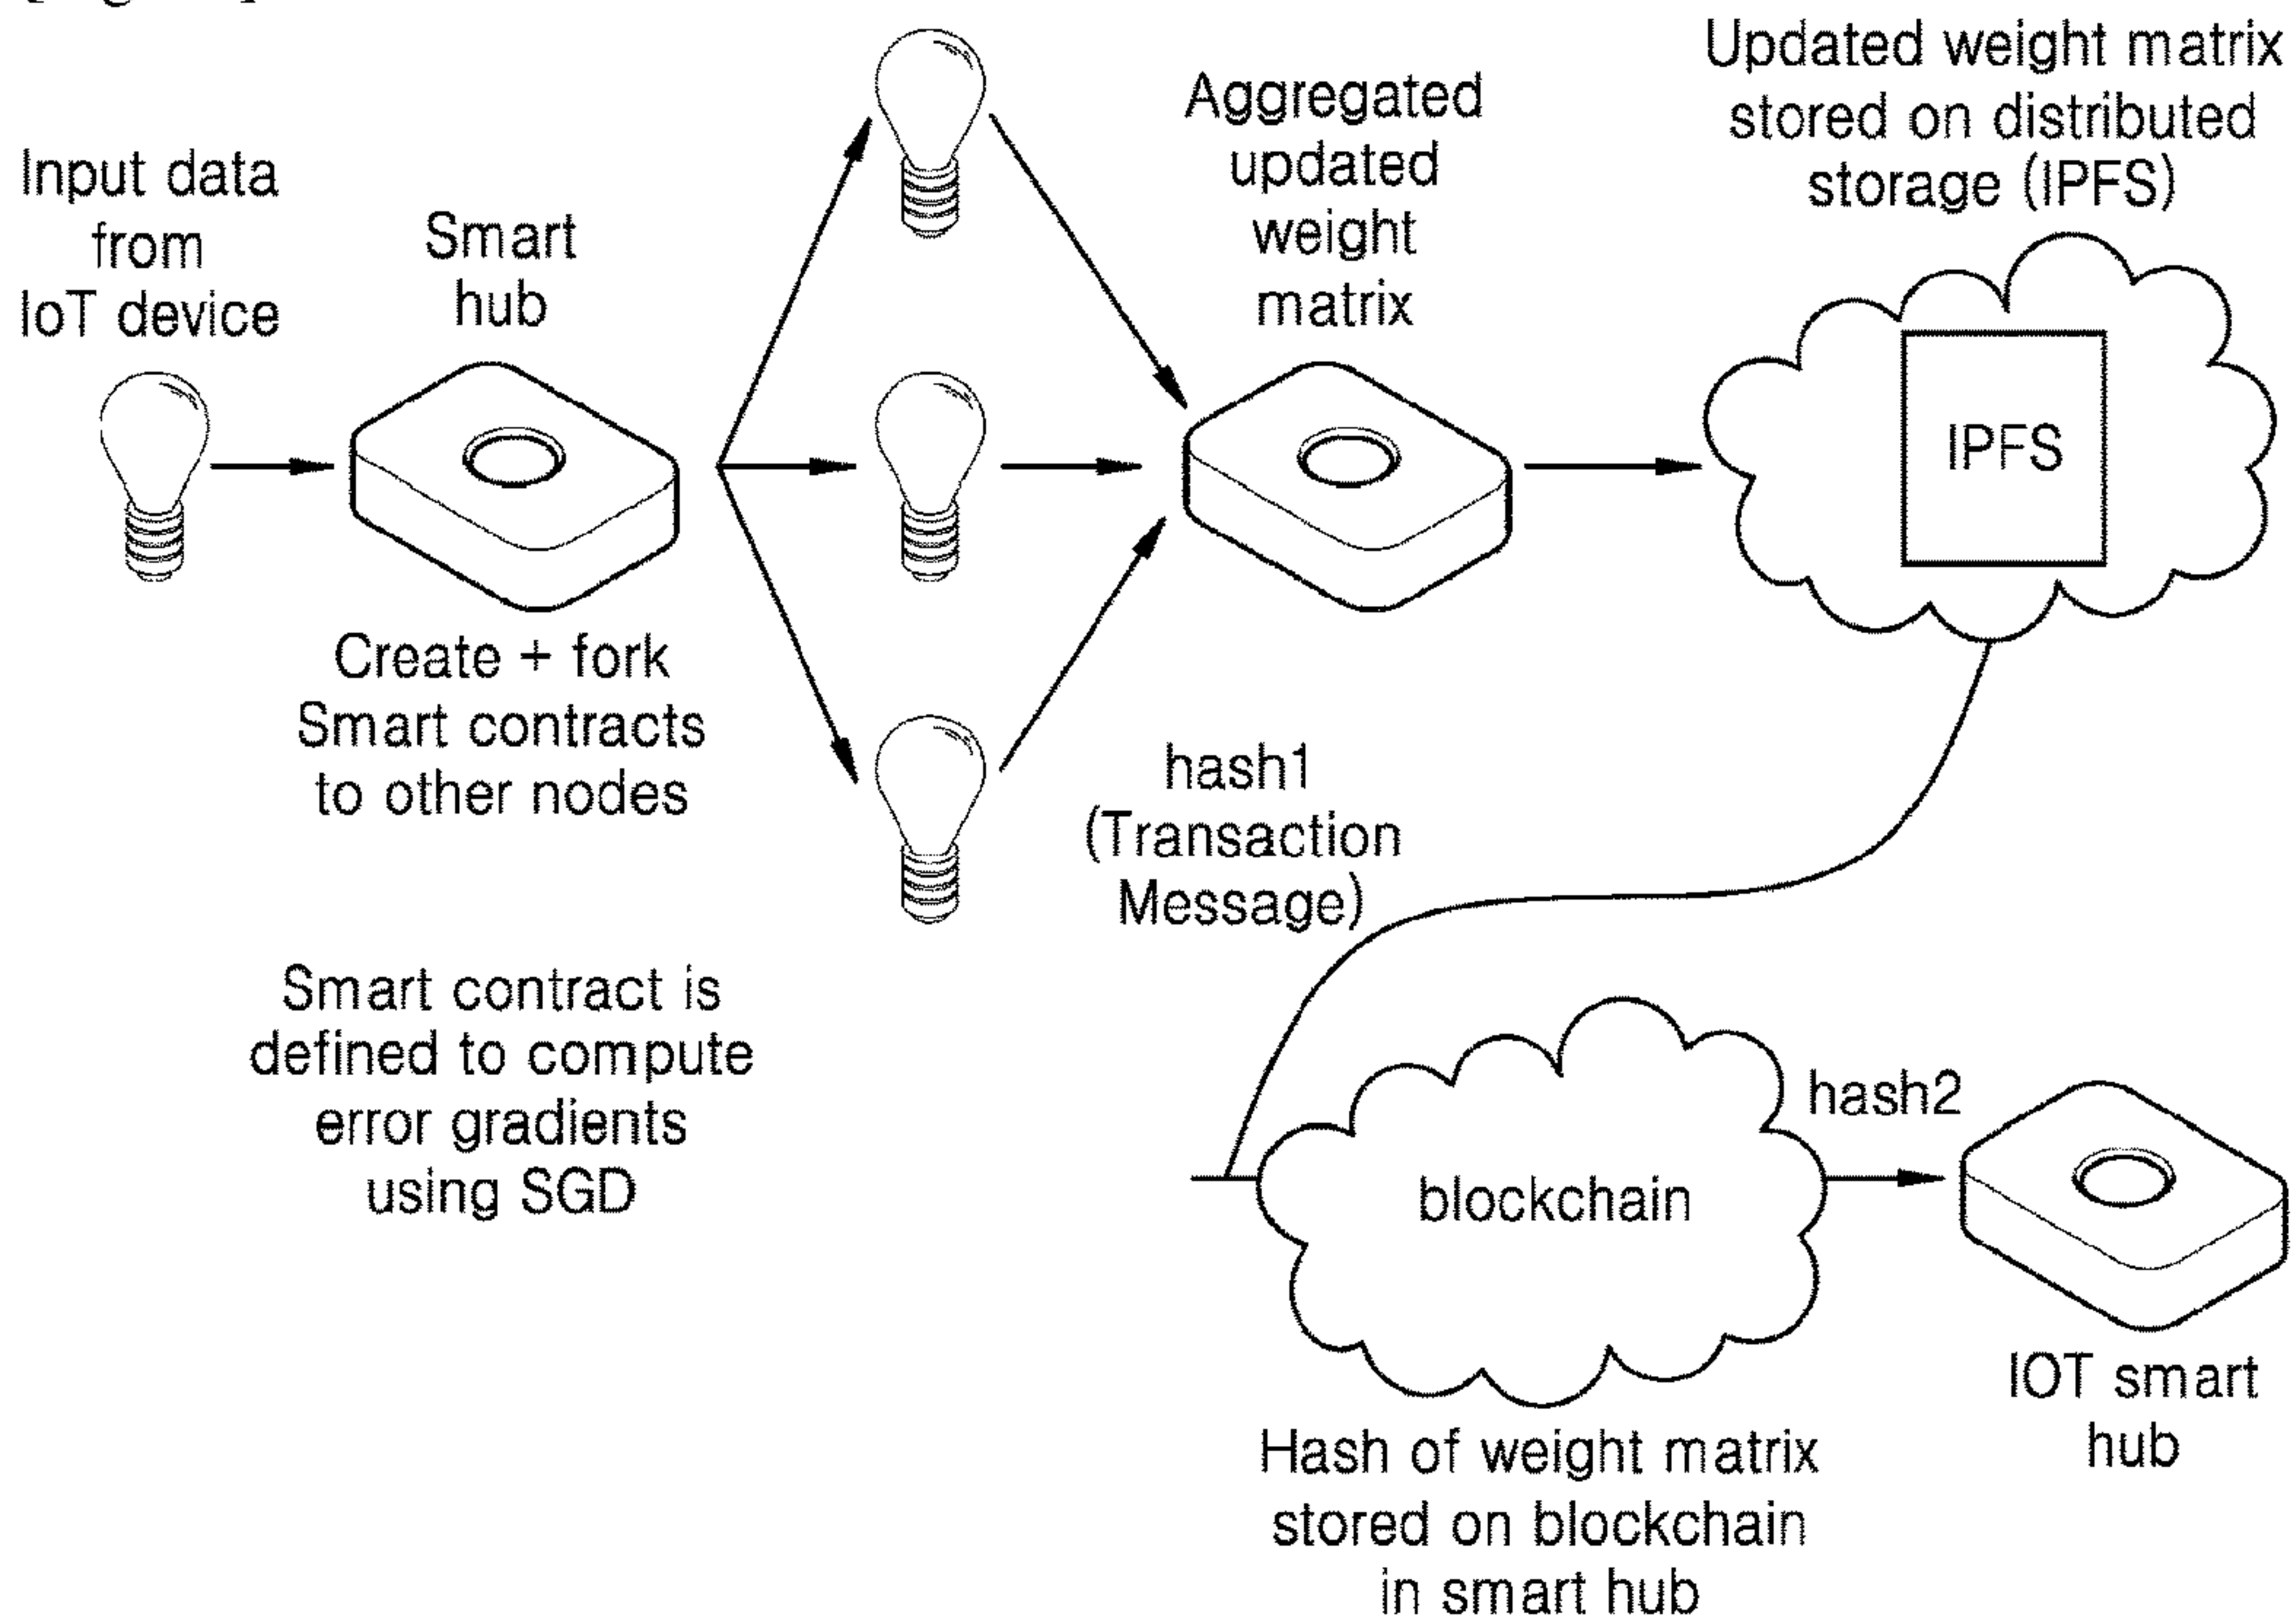 Input data
from
IoT device
Smart
hub
Create + fork
Smart contracts
to other nodes
Smart contract is
defined to compute
error gradients
using SGD
Aggregated
updated
weight
matrix
Updated weight matrix
stored on distributed
storage (IPFS)
IPFS
hash1
(Transaction
Message)
blockchain
Hash of weight matrix
stored on blockchain
in smart hub
hash2
IOT smart
hub